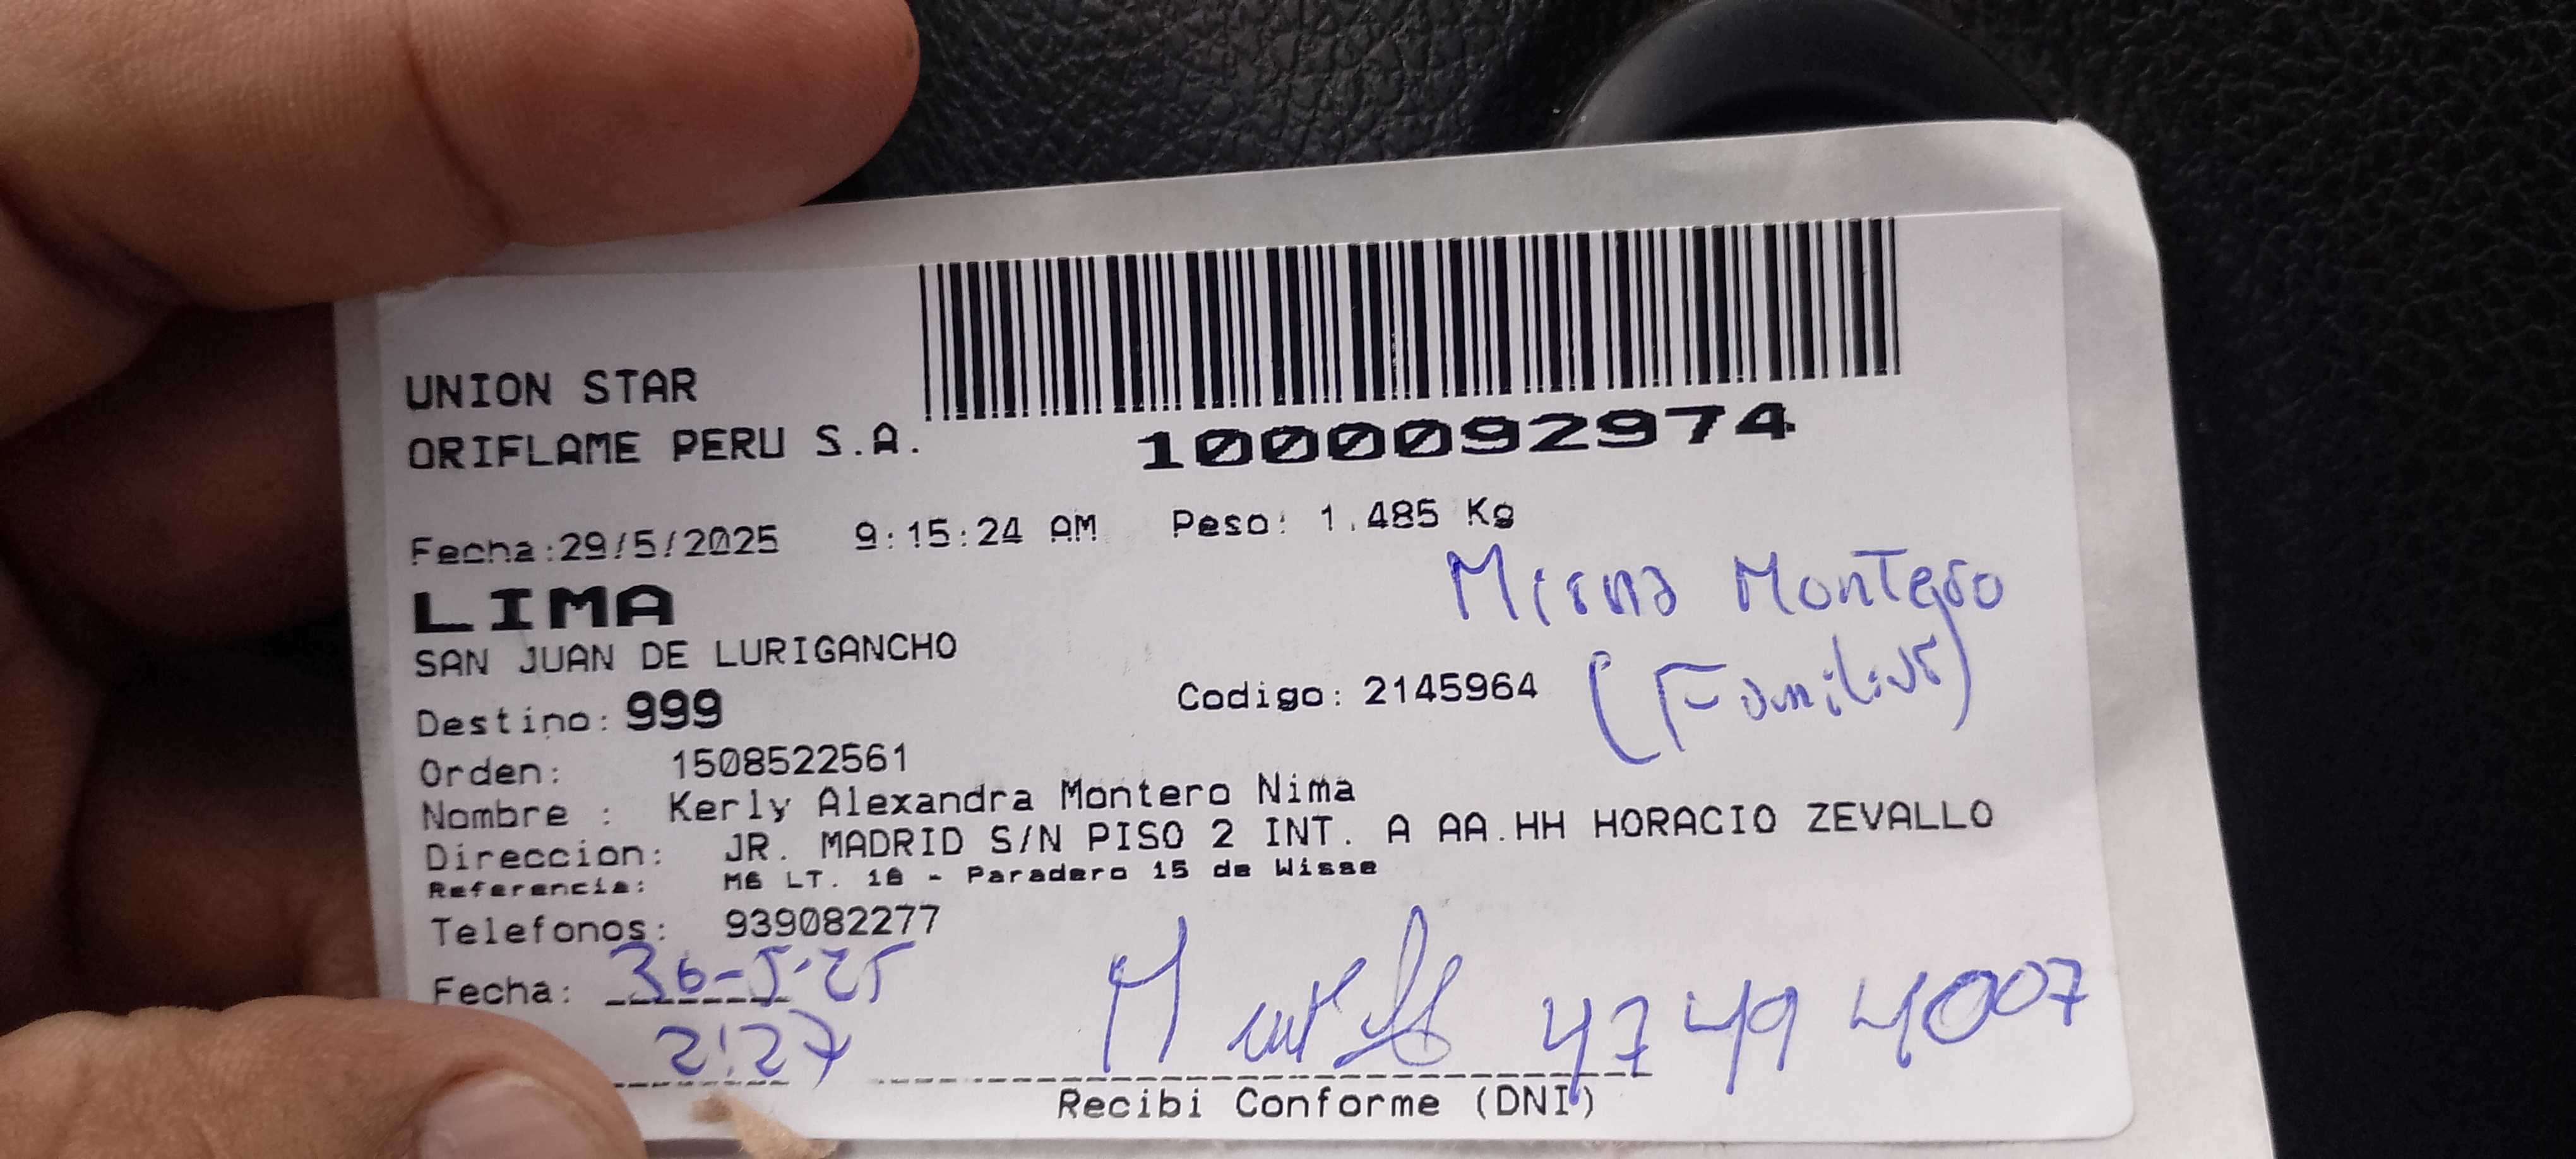 UNION STAR
ORIFLAME PERU S.A.
1000092974
Fecha:29/5/2025 9:15:24 AM Peso: 1.485 Kg
LIMA
Mirna Montero
SAN JUAN DE LURIGANCHO
(Familiar)
Destino: 999 Codigo: 2145964
Orden: 1508522561
Nombre : Kerly Alexandra Montero Nima
Direccion: JR. MADRID S/N PISO 2 INT. A AA.HH HORACIO ZEVALLO
Referencia: LT. - Paradero 15 de Wisse
Telefonos: 939082277
Fecha: 30-5-25
2:27 47494007
Recibi Conforme (DNI)